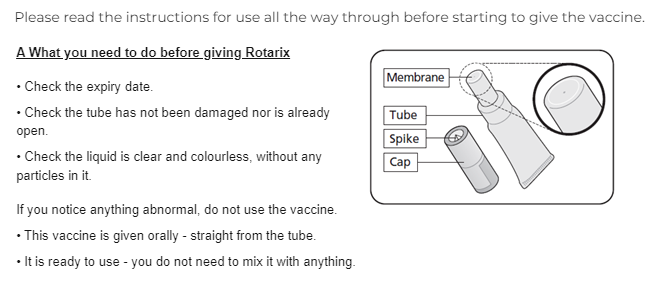 Please read the instructions for use all the way through before starting to give the vaccine.
A What you need to do before giving Rotarix
• Check the expiry date.
• Check the tube has not been damaged nor is already
open.
• Check the liquid is clear and colourless, without any
particles in it.
If you notice anything abnormal, do not use the vaccine.
• This vaccine is given orally - straight from the tube.
• It is ready to use - you do not need to mix it with anything.
Membrane
Tube
Spike
Cap